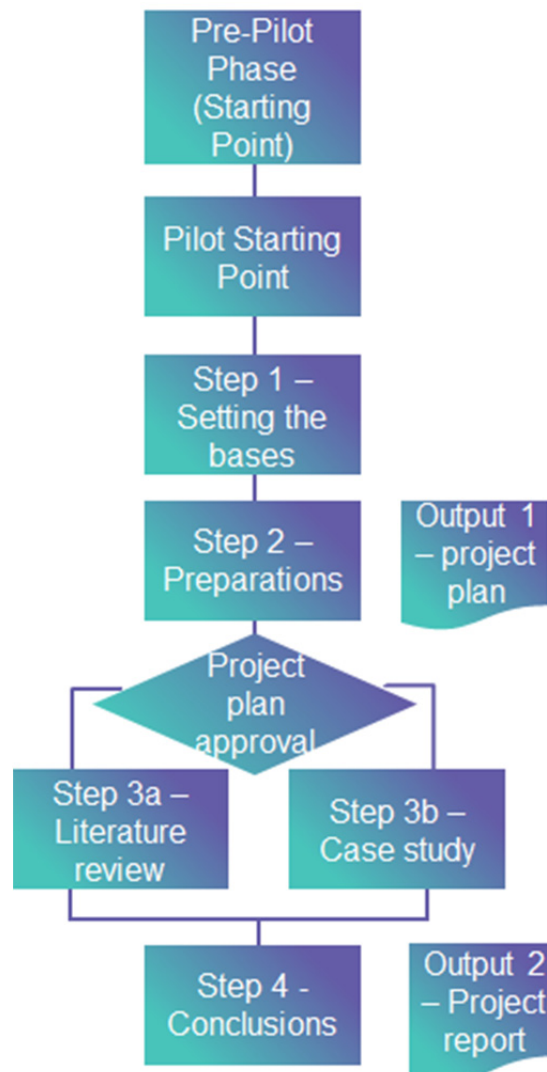 Pre-Pilot
Phase
(Starting
Point)
Pilot Starting
Point
Step 1 –
Setting the
bases
Step 2 –
Preparations
Output 1
– project
plan
Project
plan
approval
Step 3a –
Literature
review
Step 3b –
Case study
Step 4 -
Conclusions
Output 2
– Project
report